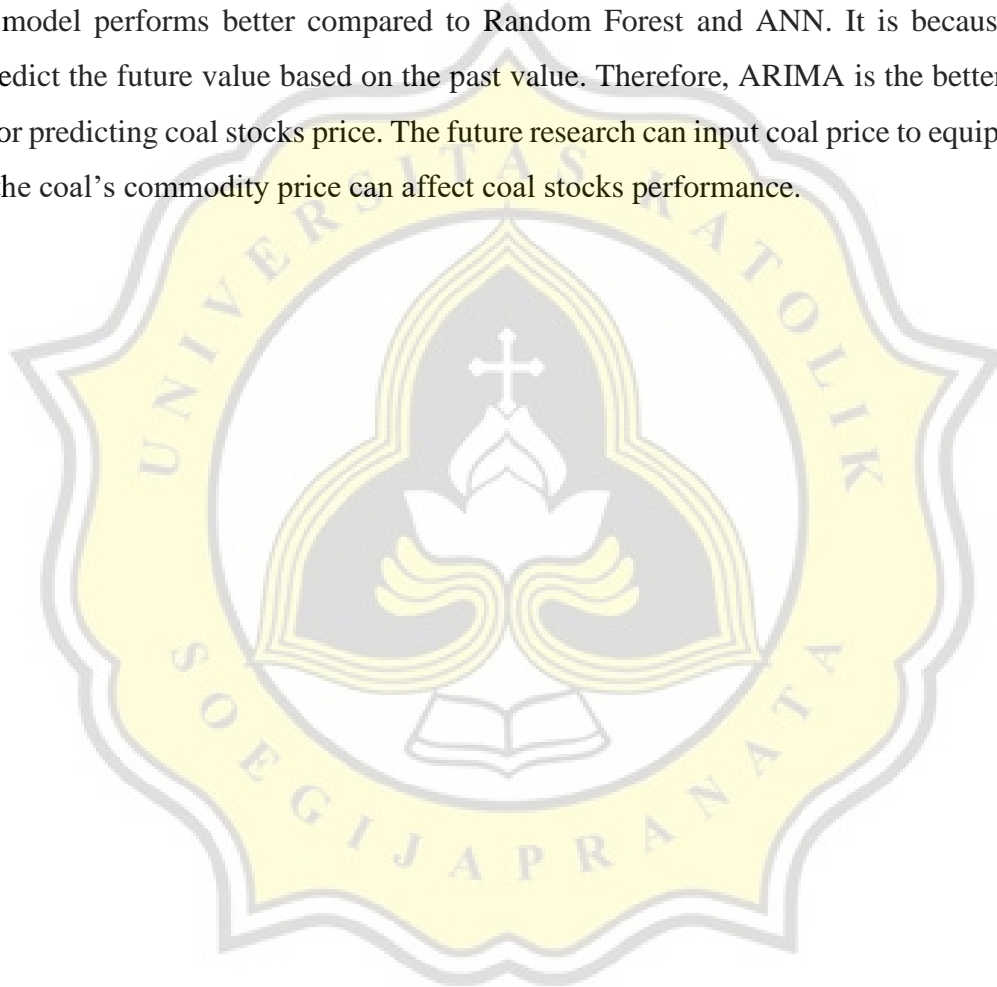 model performs better compared to Random Forest and ANN. It is becaus
edict the future value based on the past value. Therefore, ARIMA is the better
or predicting coal stocks price. The future research can input coal price to equip
the coal’s commodity price can affect coal stocks performance.
UNIVERSITAS KATOLIK
SOEGIJAPRANATA